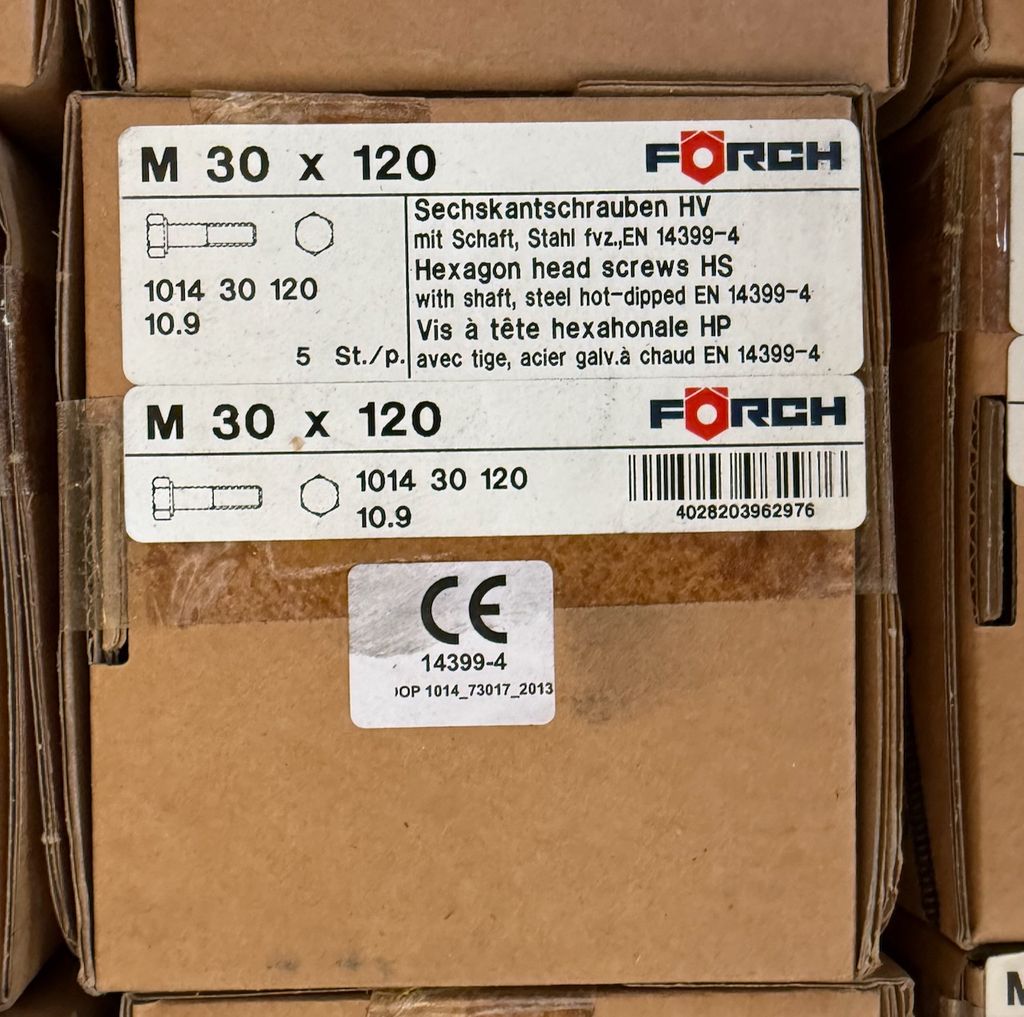 M 30 x 120 FÖRCH
Sechskantschrauben HV
mit Schaft, Stahl fvz.,EN 14399-4
Hexagon head screws HS
with shaft, steel hot-dipped EN 14399-4
Vis à tête hexahonale HP
avec tige, acier galv.à chaud EN 14399-4
1014 30 120
10.9
5 St./p.
M 30 x 120 FÖRCH
1014 30 120
10.9
4028203962976
CE
14399-4
OP 1014_73017_2013
M